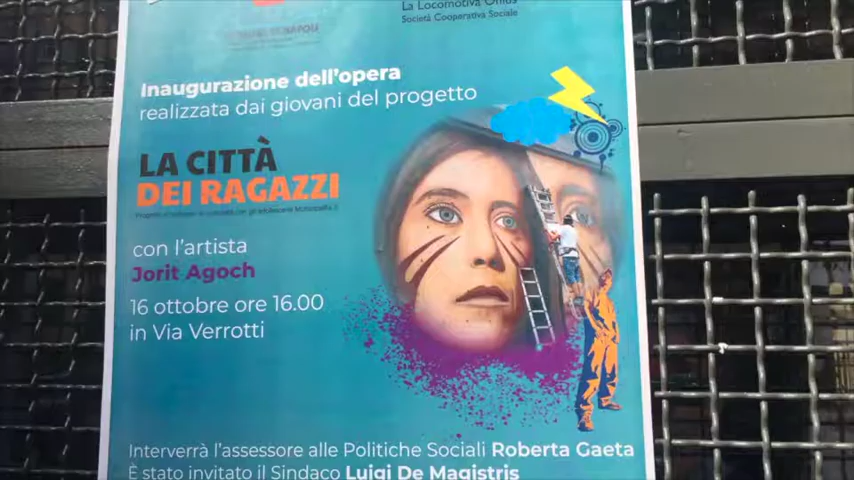 La Locomotiva Onlus
Società Cooperativa Sociale
Inaugurazione dell'opera
realizzata dai giovani del progetto
LA CITTÀ
DEI RAGAZZI
con l'artista
Jorit Agoch
16 ottobre ore 16.00
in Via Verrotti
Interverrà l'assessore alle Politiche Sociali Roberta Gaeta
È stato invitato il Sindaco Luigi De Magistris